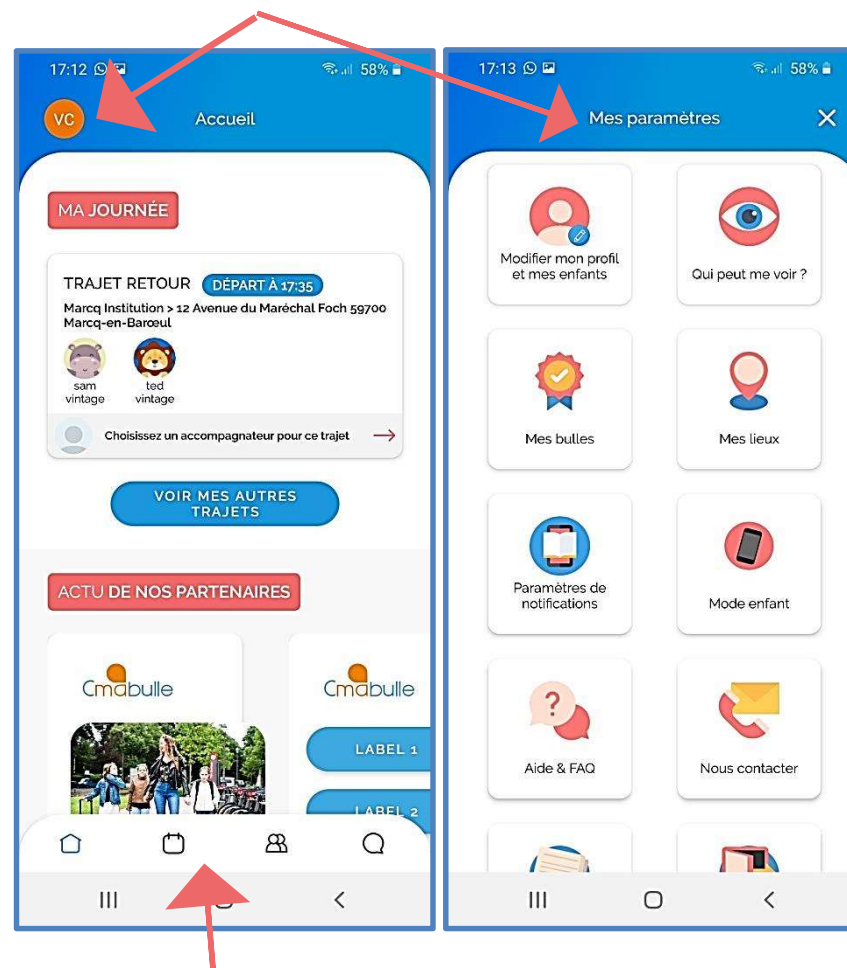 17:12
58%
VC
Accueil
MA JOURNÉE
TRAJET RETOUR
DÉPART À 17:35
Marcq Institution > 12 Avenue du Maréchal Foch 59700
Marcq-en-Barœul
sam
vintage
ted
vintage
Choisissez un accompagnateur pour ce trajet
VOIR MES AUTRES
TRAJETS
ACTU DE NOS PARTENAIRES
Cmabulle
Cmabulle
LABEL 1
LABEL 2
17:13
58%
Mes paramètres
Modifier mon profil
et mes enfants
Qui peut me voir ?
Mes bulles
Mes lieux
Paramètres de
notifications
Mode enfant
Aide & FAQ
Nous contacter